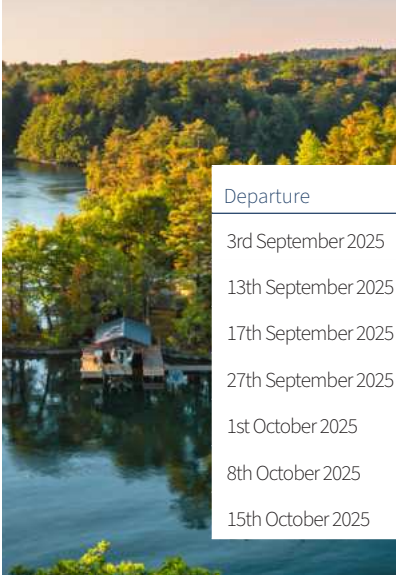 Departure
3rd September 2025
13th September 2025
17th September 2025
27th September 2025
1st October 2025
8th October 2025
15th October 2025